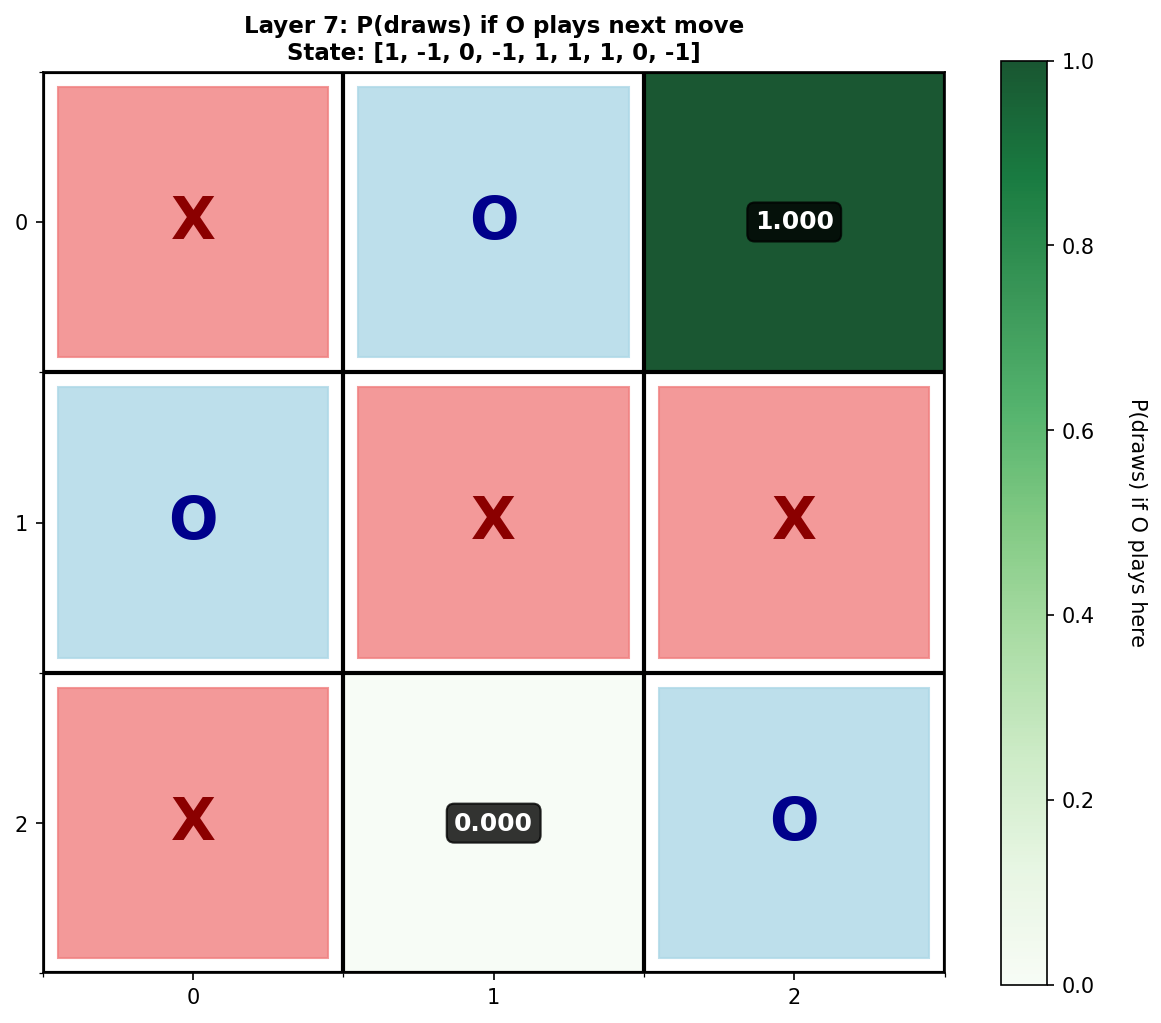 Layer 7: P(draws) if O plays next move
State: [1, -1, 0, -1, 1, 1, 1, 0, -1]
0
X
O
1.000
1
O
X
X
2
X
0.000
O
0
1
2
1.0
0.8
0.6
0.4
0.2
0.0
P(draws) if O plays here